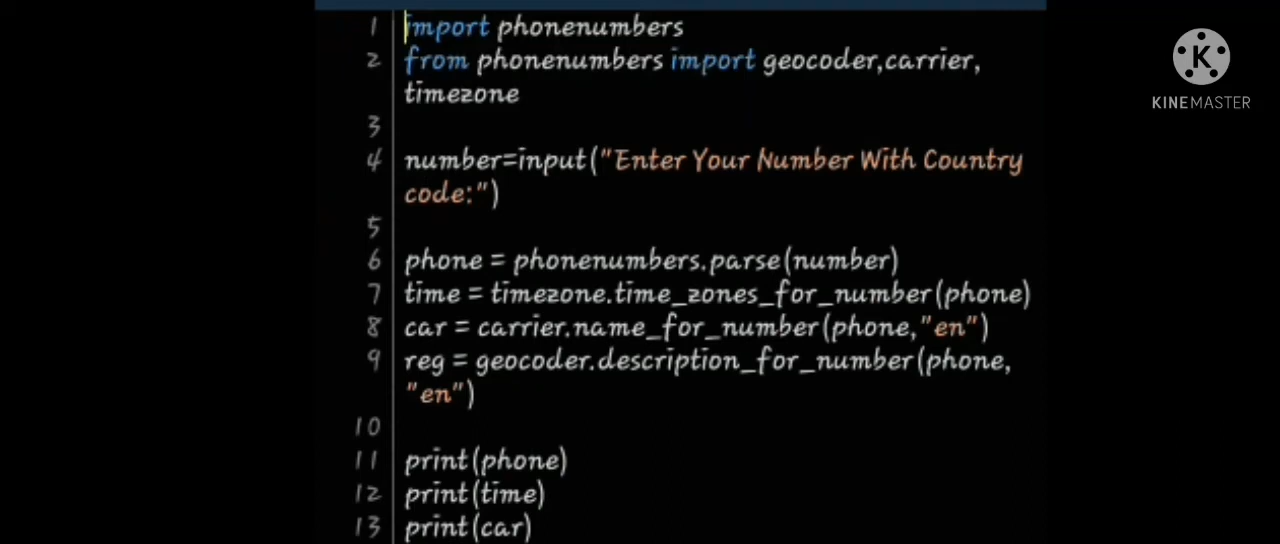 1 import phonenumbers
2 from phonenumbers import geocoder,carrier,
timezone
3
4 number=input("Enter Your Number With Country
code:")
5
6 phone = phonenumbers.parse(number)
7 time = timezone.time_zones_for_number(phone)
8 car = carrier.name_for_number(phone,"en")
9 reg = geocoder.description_for_number(phone,
"en")
10
11 print(phone)
12 print(time)
13 print(car)
K
KINEMASTER